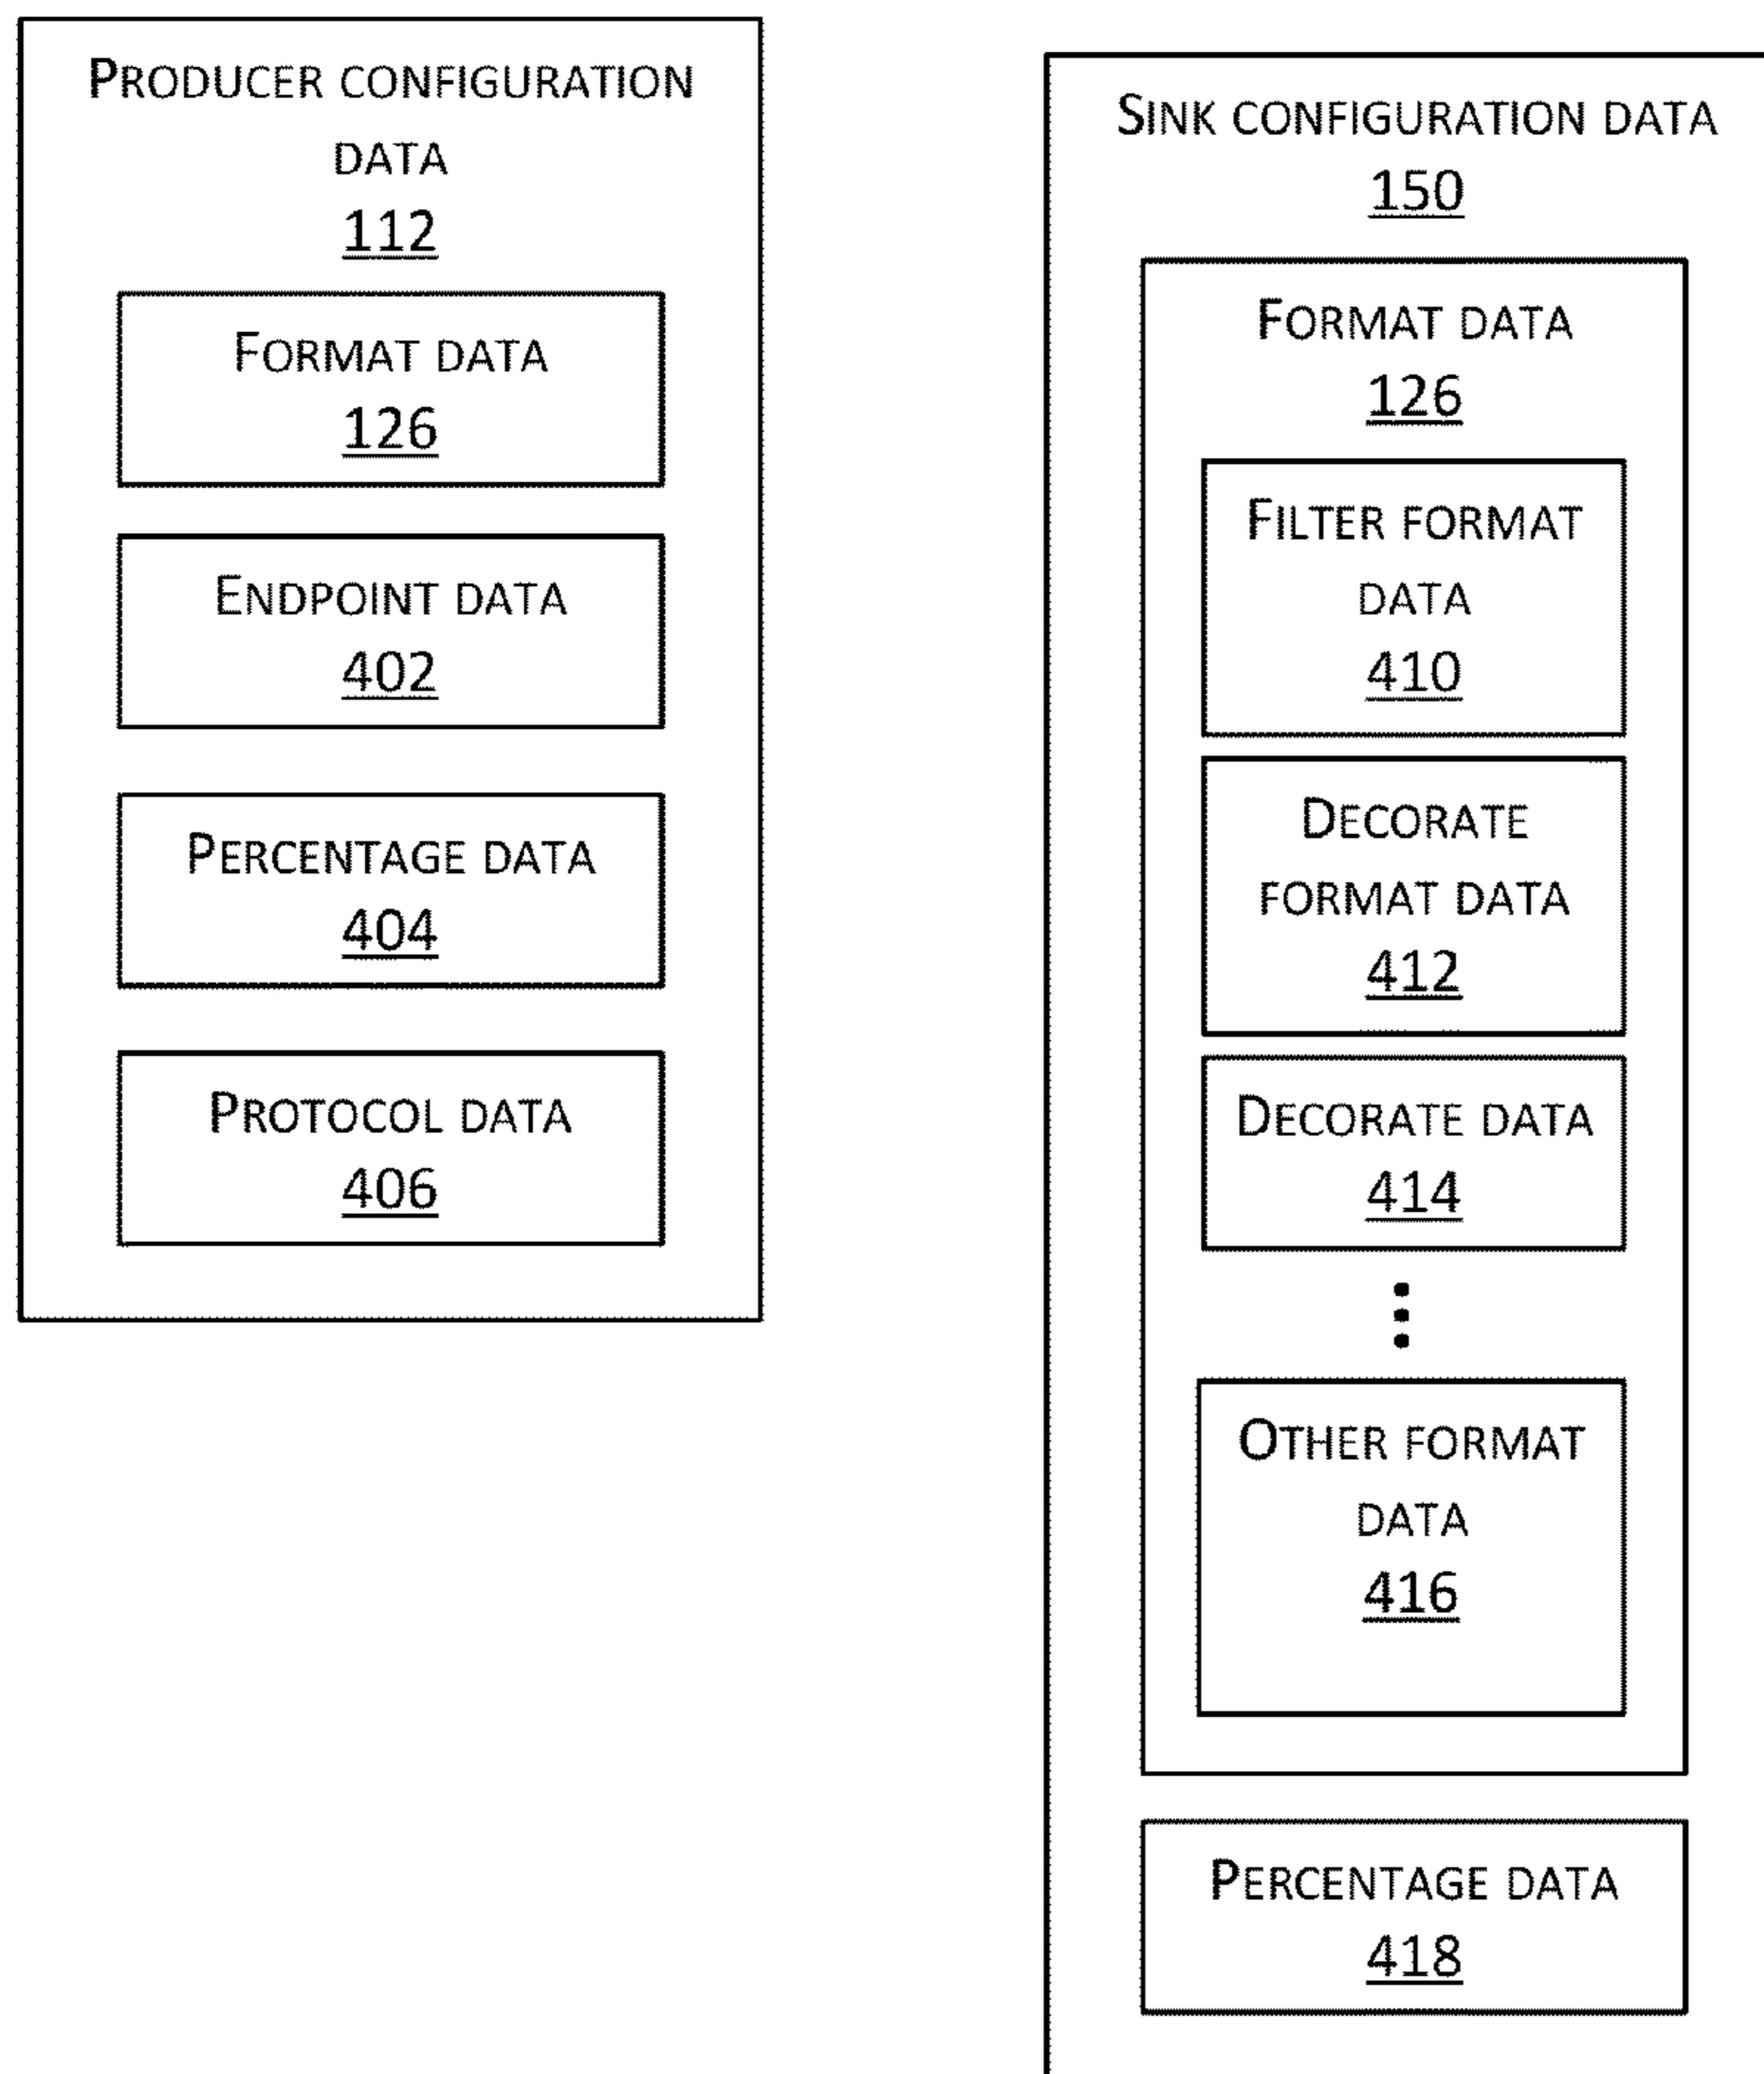 PRODUCER CONFIGURATION
DATA
112
FORMAT DATA
126
ENDPOINT DATA
402
PERCENTAGE DATA
404
PROTOCOL DATA
406
SINK CONFIGURATION DATA
150
FORMAT DATA
126
FILTER FORMAT
DATA
410
DECORATE
FORMAT DATA
412
DECORATE DATA
414
OTHER FORMAT
DATA
416
PERCENTAGE DATA
418